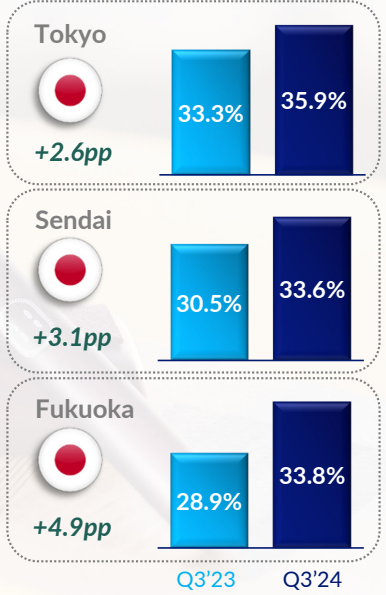 Tokyo
33.3%
35.9%
+2.6pp
Sendai
30.5%
33.6%
+3.1pp
Fukuoka
28.9%
33.8%
+4.9pp
Q3’23 Q3’24